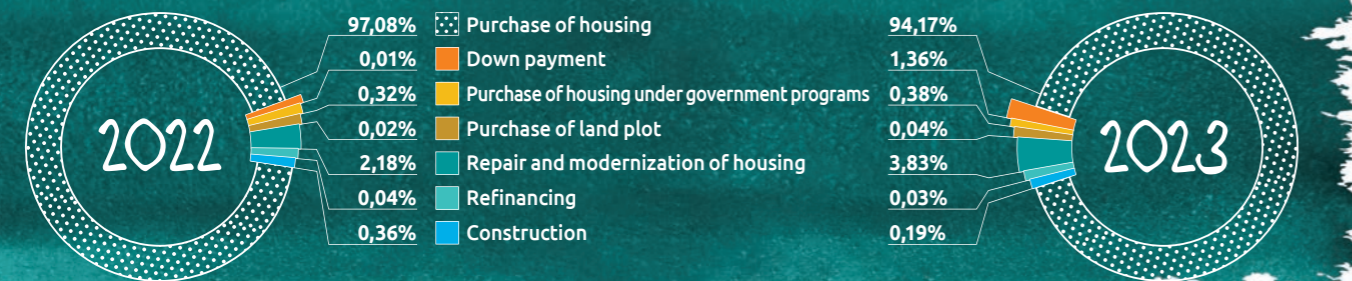 2022
97,08% Purchase of housing 94,17%
0,01% Down payment 1,36%
0,32% Purchase of housing under government programs 0,38%
0,02% Purchase of land plot 0,04%
2,18% Repair and modernization of housing 3,83%
0,04% Refinancing 0,03%
0,36% Construction 0,19%
2023